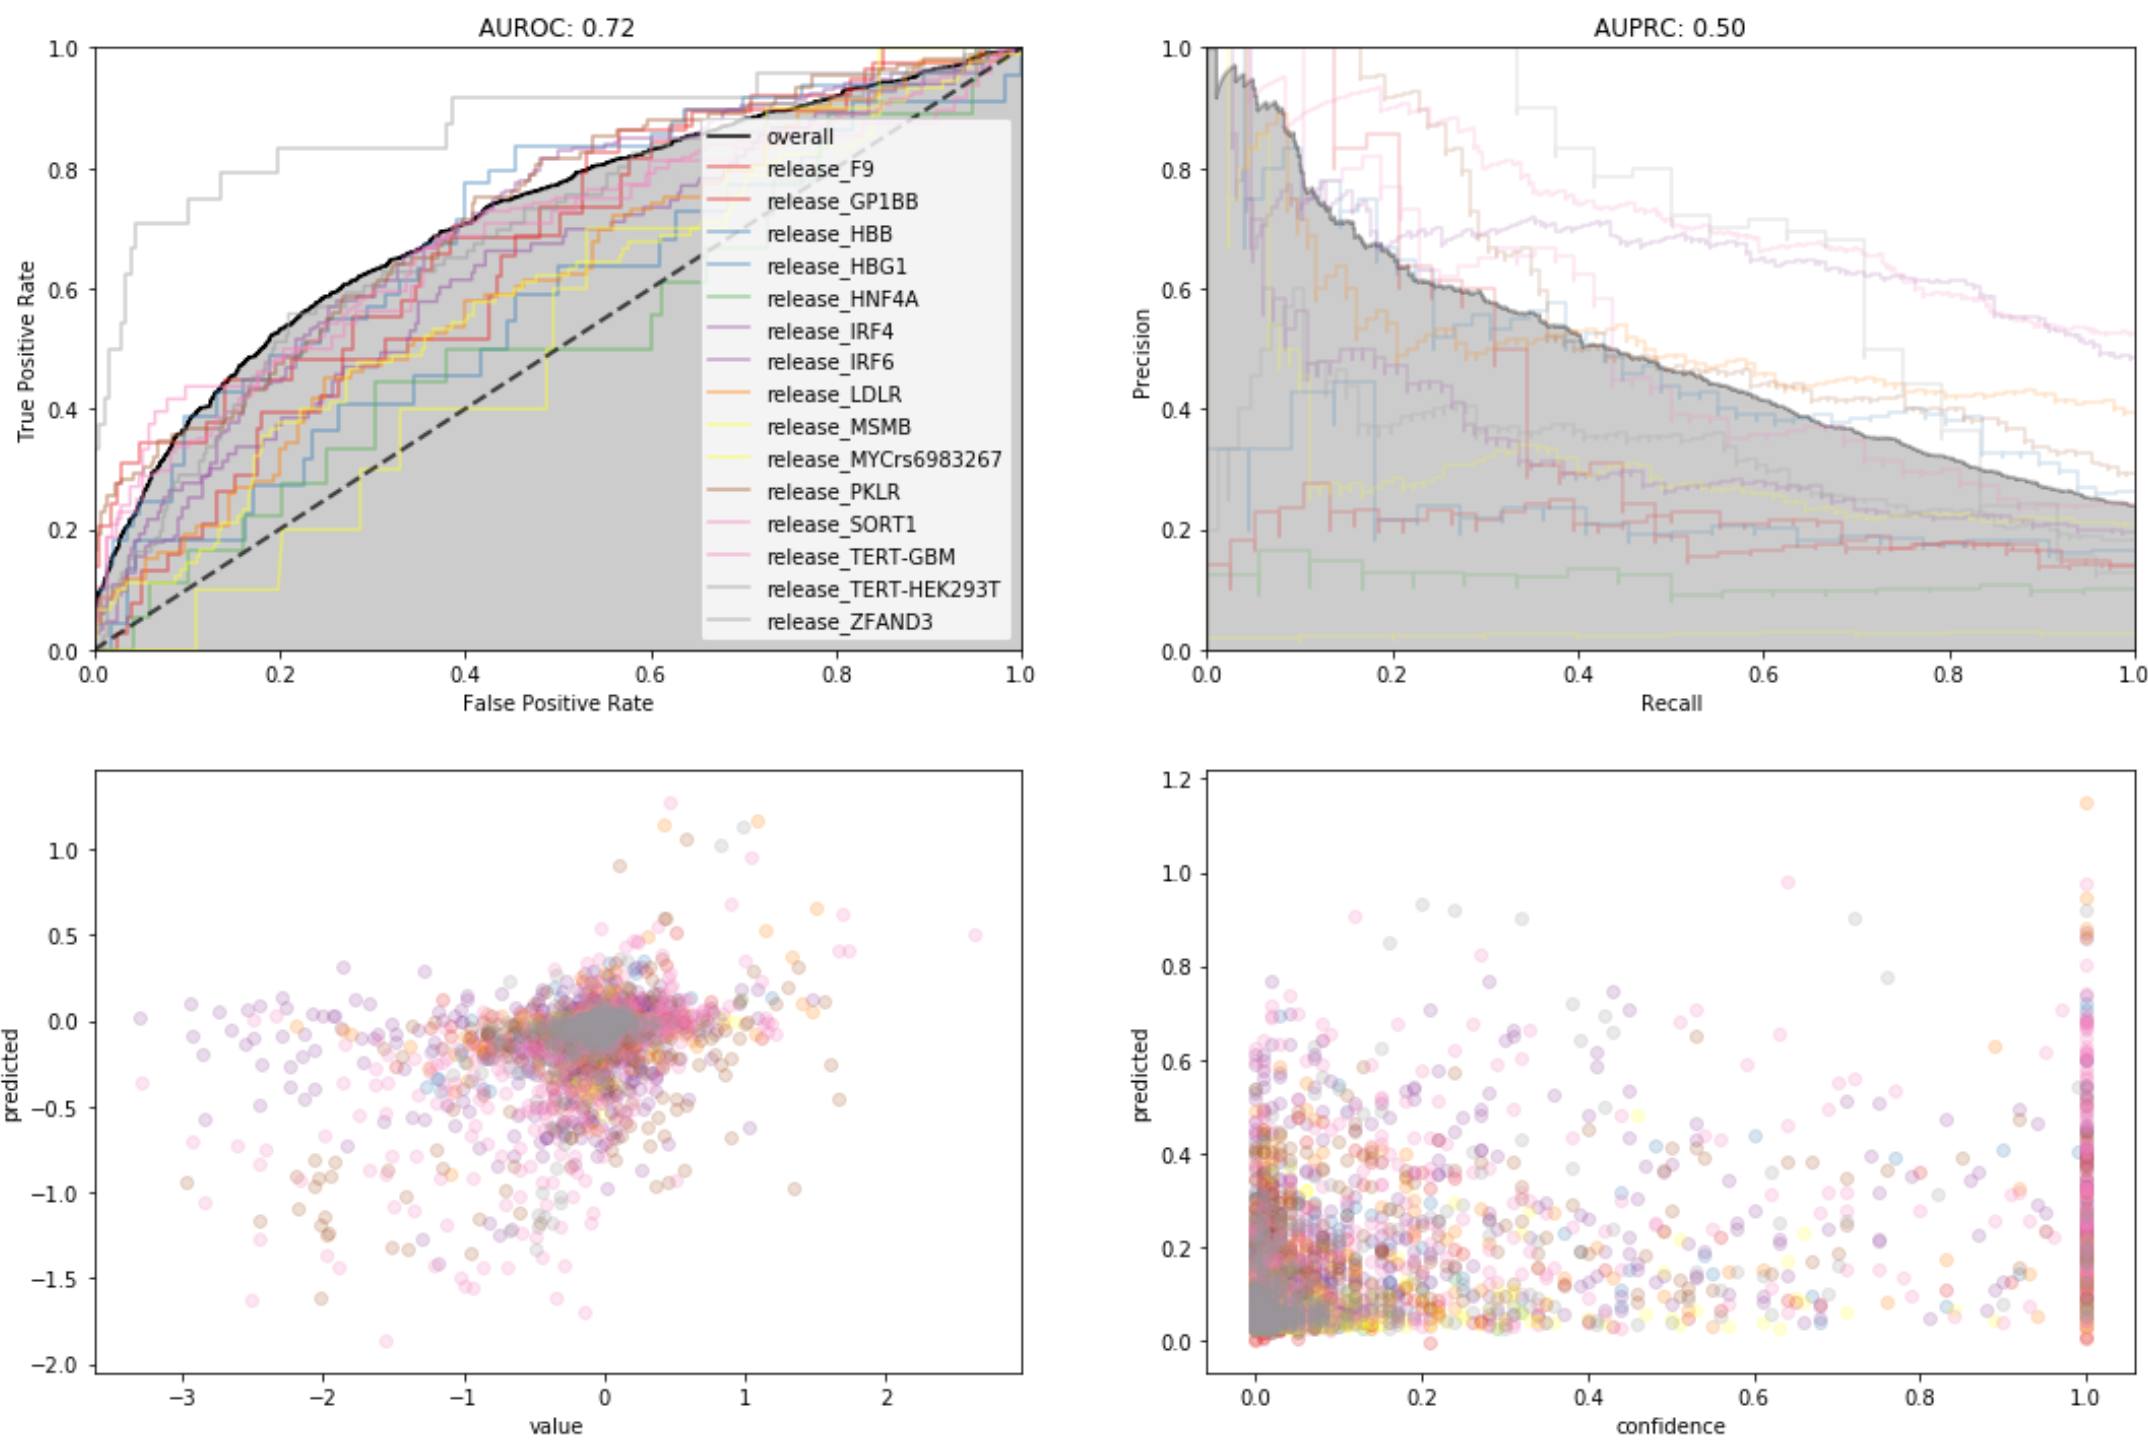 AUROC: 0.72
1.0
0.8
0.6
0.4
0.2
0.0
True Positive Rate
0.0 0.2 0.4 0.6 0.8 1.0
False Positive Rate
overall
release_F9
release_GP1BB
release_HBB
release_HBG1
release_HNF4A
release_IRF4
release_IRF6
release_LDLR
release_MSMB
release_MYCrs6983267
release_PKLR
release_SORT1
release_TERT-GBM
release_TERT-HEK293T
release_ZFAND3
AUPRC: 0.50
1.0
0.8
0.6
0.4
0.2
0.0
Precision
0.0 0.2 0.4 0.6 0.8 1.0
Recall
1.0
0.5
0.0
−0.5
−1.0
−1.5
−2.0
predicted
−3 −2 −1 0 1 2
value
1.2
1.0
0.8
0.6
0.4
0.2
0.0
predicted
0.0 0.2 0.4 0.6 0.8 1.0
confidence